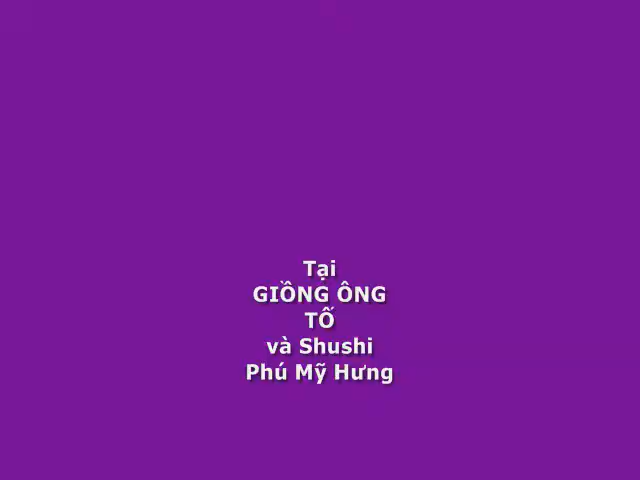 Tại
GIỒNG ÔNG
TỐ
và Shushi
Phú Mỹ Hưng